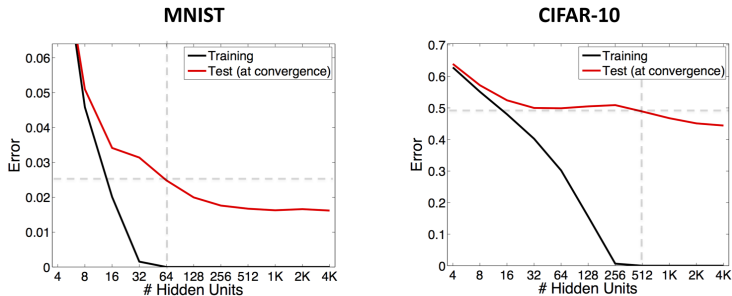 MNIST
0.06
0.05
0.04
0.03
0.02
0.01
0
Error
Training
Test (at convergence)
4 8 16 32 64 128 256 512 1K 2K 4K
# Hidden Units
CIFAR-10
0.7
0.6
0.5
0.4
0.3
0.2
0.1
0
Error
Training
Test (at convergence)
4 8 16 32 64 128 256 512 1K 2K 4K
# Hidden Units